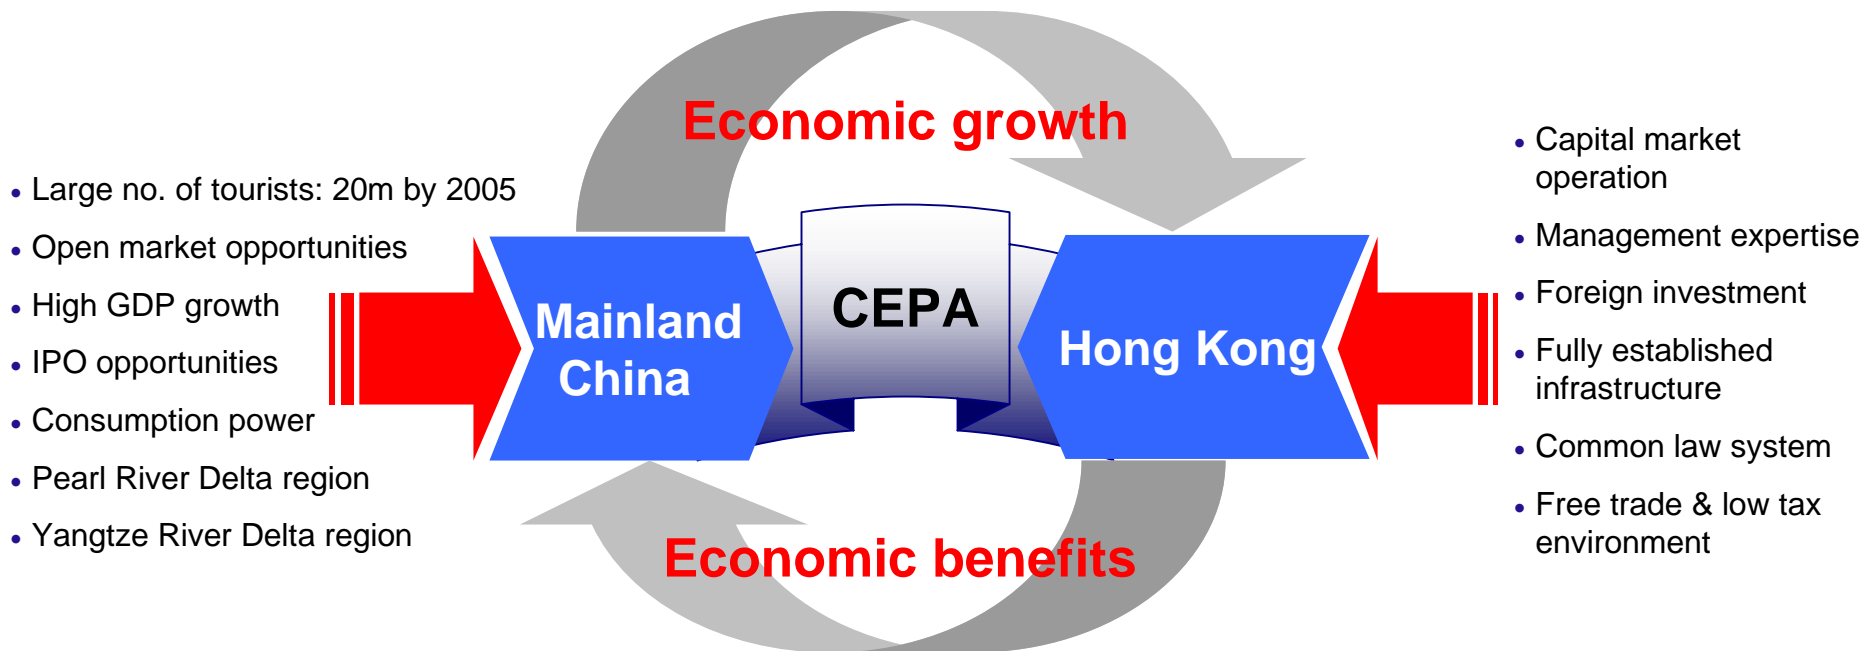 Economic growth
• Large no. of tourists: 20m by 2005
• Open market opportunities
• High GDP growth
• IPO opportunities
• Consumption power
• Pearl River Delta region
• Yangtze River Delta region
Mainland
China
CEPA
Hong Kong
• Capital market
operation
• Management expertise
• Foreign investment
• Fully established
infrastructure
• Common law system
• Free trade & low tax
environment
Economic benefits